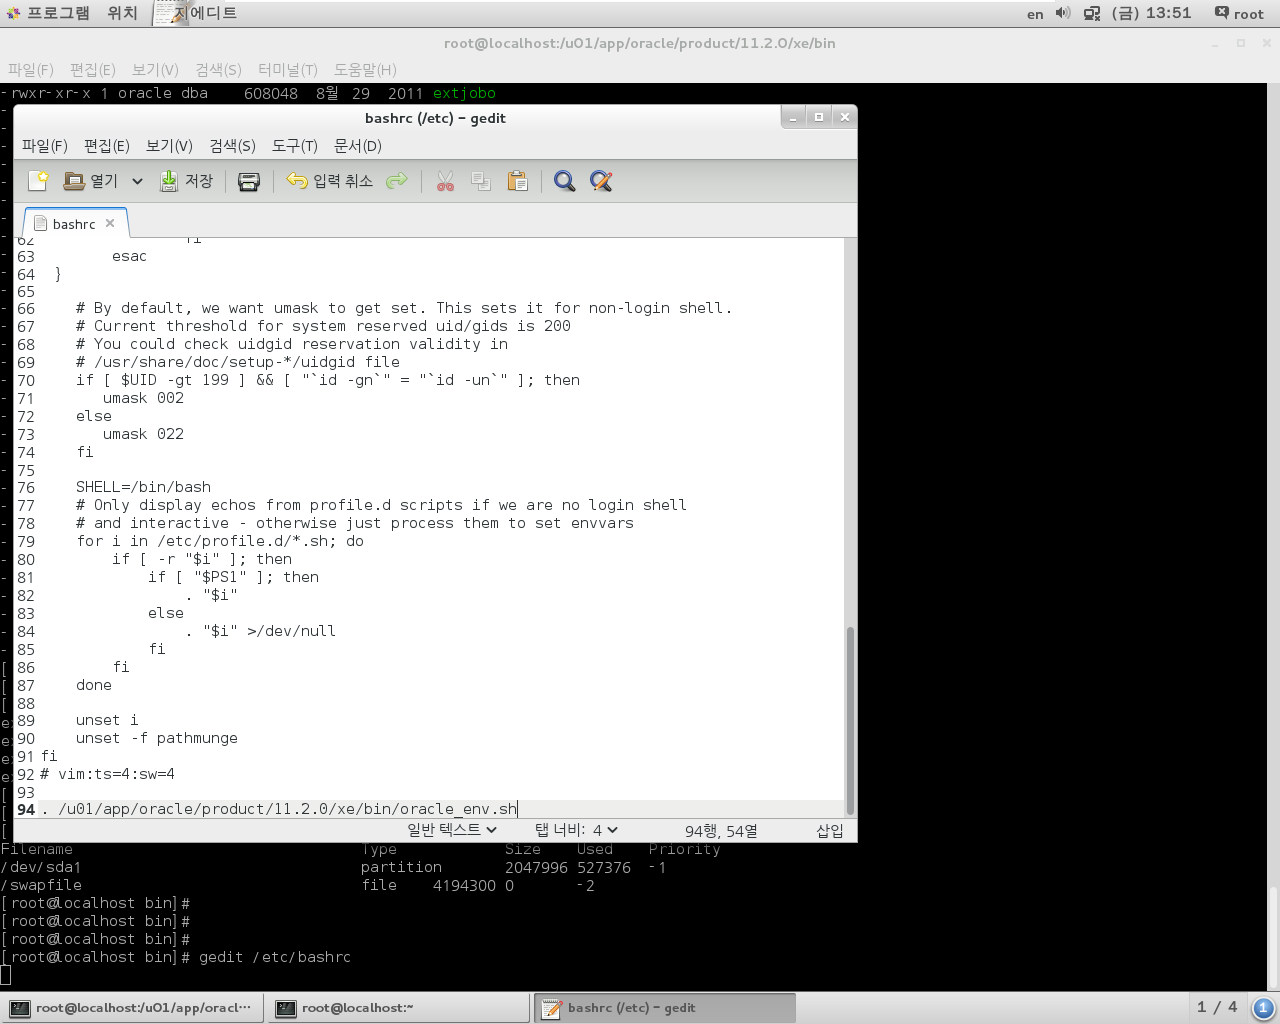 프로그램 위치 지에디트 en (금) 13:51 root
root@localhost:/u01/app/oracle/product/11.2.0/xe/bin
파일(F) 편집(E) 보기(V) 검색(S) 터미널(T) 도움말(H)
-rwxr-xr-x 1 oracle dba 608048 8월 29 2011 extjobo
bashrc (/etc) - gedit
파일(F) 편집(E) 보기(V) 검색(S) 도구(T) 문서(D)
열기 저장 입력 취소
bashrc
62 fi
63 esac
64 }
65
66 # By default, we want umask to get set. This sets it for non-login shell.
67 # Current threshold for system reserved uid/gids is 200
68 # You could check uidgid reservation validity in
69 # /usr/share/doc/setup-*/uidgid file
70 if [ $UID -gt 199 ] && [ "`id -gn`" = "`id -un`" ]; then
71 umask 002
72 else
73 umask 022
74 fi
75
76 SHELL=/bin/bash
77 # Only display echos from profile.d scripts if we are no login shell
78 # and interactive - otherwise just process them to set envvars
79 for i in /etc/profile.d/*.sh; do
80 if [ -r "$i" ]; then
81 if [ "$PS1" ]; then
82 . "$i"
83 else
84 . "$i" >/dev/null
85 fi
86 fi
87 done
88
89 unset i
90 unset -f pathmunge
91 fi
92 # vim:ts=4:sw=4
93
94 . /u01/app/oracle/product/11.2.0/xe/bin/oracle_env.sh
일반 텍스트 탭 너비: 4 94행, 54열 삽입
Filename Type Size Used Priority
/dev/sda1 partition 2047996 527376 -1
/swapfile file 4194300 0 -2
[root@localhost bin]#
[root@localhost bin]#
[root@localhost bin]#
[root@localhost bin]# gedit /etc/bashrc
root@localhost:/u01/app/oracl… root@localhost:~ bashrc (/etc) - gedit 1 / 4 1